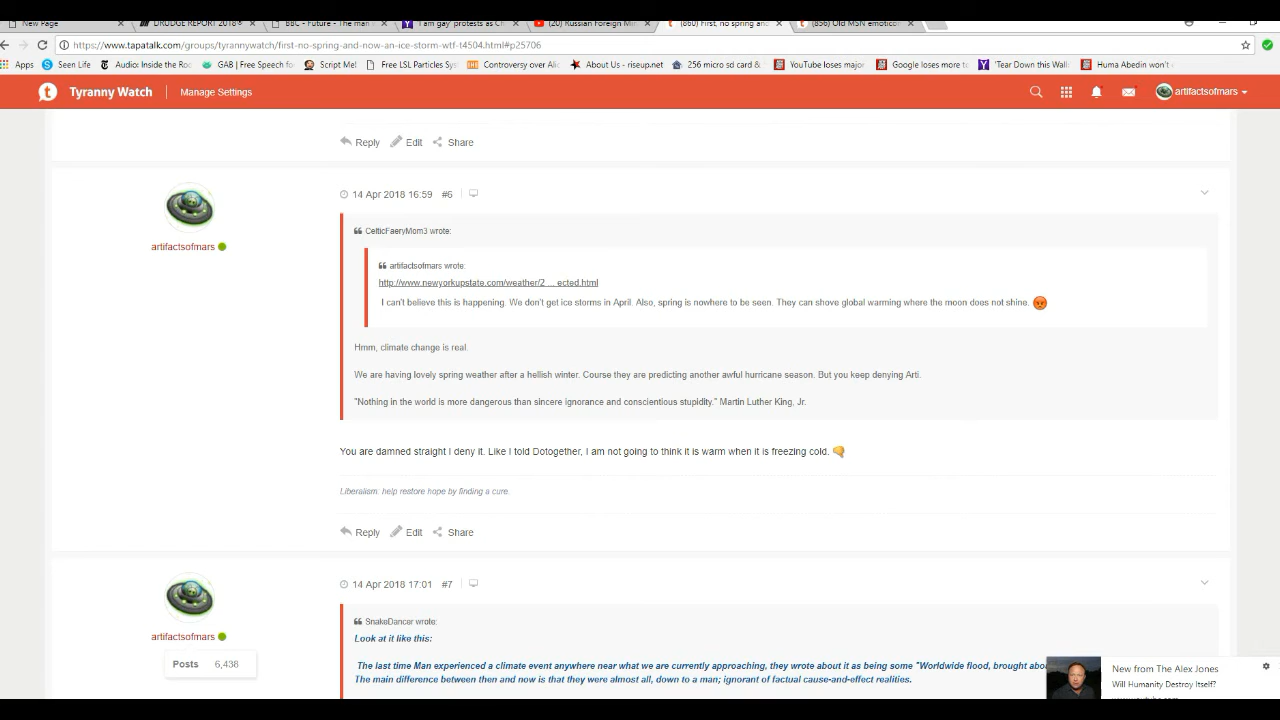 New Page
DRUDGE REPORT 2018®
BBC - Future - The man
'I am gay' protests as Ch
(20) Russian Foreign Min
(860) First, no spring and
(856) Old MSN emoticon
https://www.tapatalk.com/groups/tyrannywatch/first-no-spring-and-now-an-ice-storm-wtf-t4504.html#p25706
Apps Seen Life Audio: Inside the Roc GAB | Free Speech fo Script Me! Free LSL Particles Sy Controversy over Ali About Us - riseup.net 256 micro sd card & YouTube loses major Google loses more t 'Tear Down this Wall Huma Abedin won't
Tyranny Watch Manage Settings artifactsofmars
Reply Edit Share
14 Apr 2018 16:59 #6
artifactsofmars
CelticFaeryMom3 wrote:
artifactsofmars wrote:
http://www.newyorkupstate.com/weather/2 ... ected.html
I can't believe this is happening. We don't get ice storms in April. Also, spring is nowhere to be seen. They can shove global warming where the moon does not shine.
Hmm, climate change is real.
We are having lovely spring weather after a hellish winter. Course they are predicting another awful hurricane season. But you keep denying Arti.
"Nothing in the world is more dangerous than sincere ignorance and conscientious stupidity." Martin Luther King, Jr.
You are damned straight I deny it. Like I told Dotogether, I am not going to think it is warm when it is freezing cold.
Liberalism: help restore hope by finding a cure
Reply Edit Share
14 Apr 2018 17:01 #7
artifactsofmars
Posts 6,438
SnakeDancer wrote:
Look at it like this:
The last time Man experienced a climate event anywhere near what we are currently approaching, they wrote about it as being some "Worldwide flood, brought abo
The main difference between then and now is that they were almost all, down to a man; ignorant of factual cause-and-effect realities.
New from The Alex Jones
Will Humanity Destroy Itself?